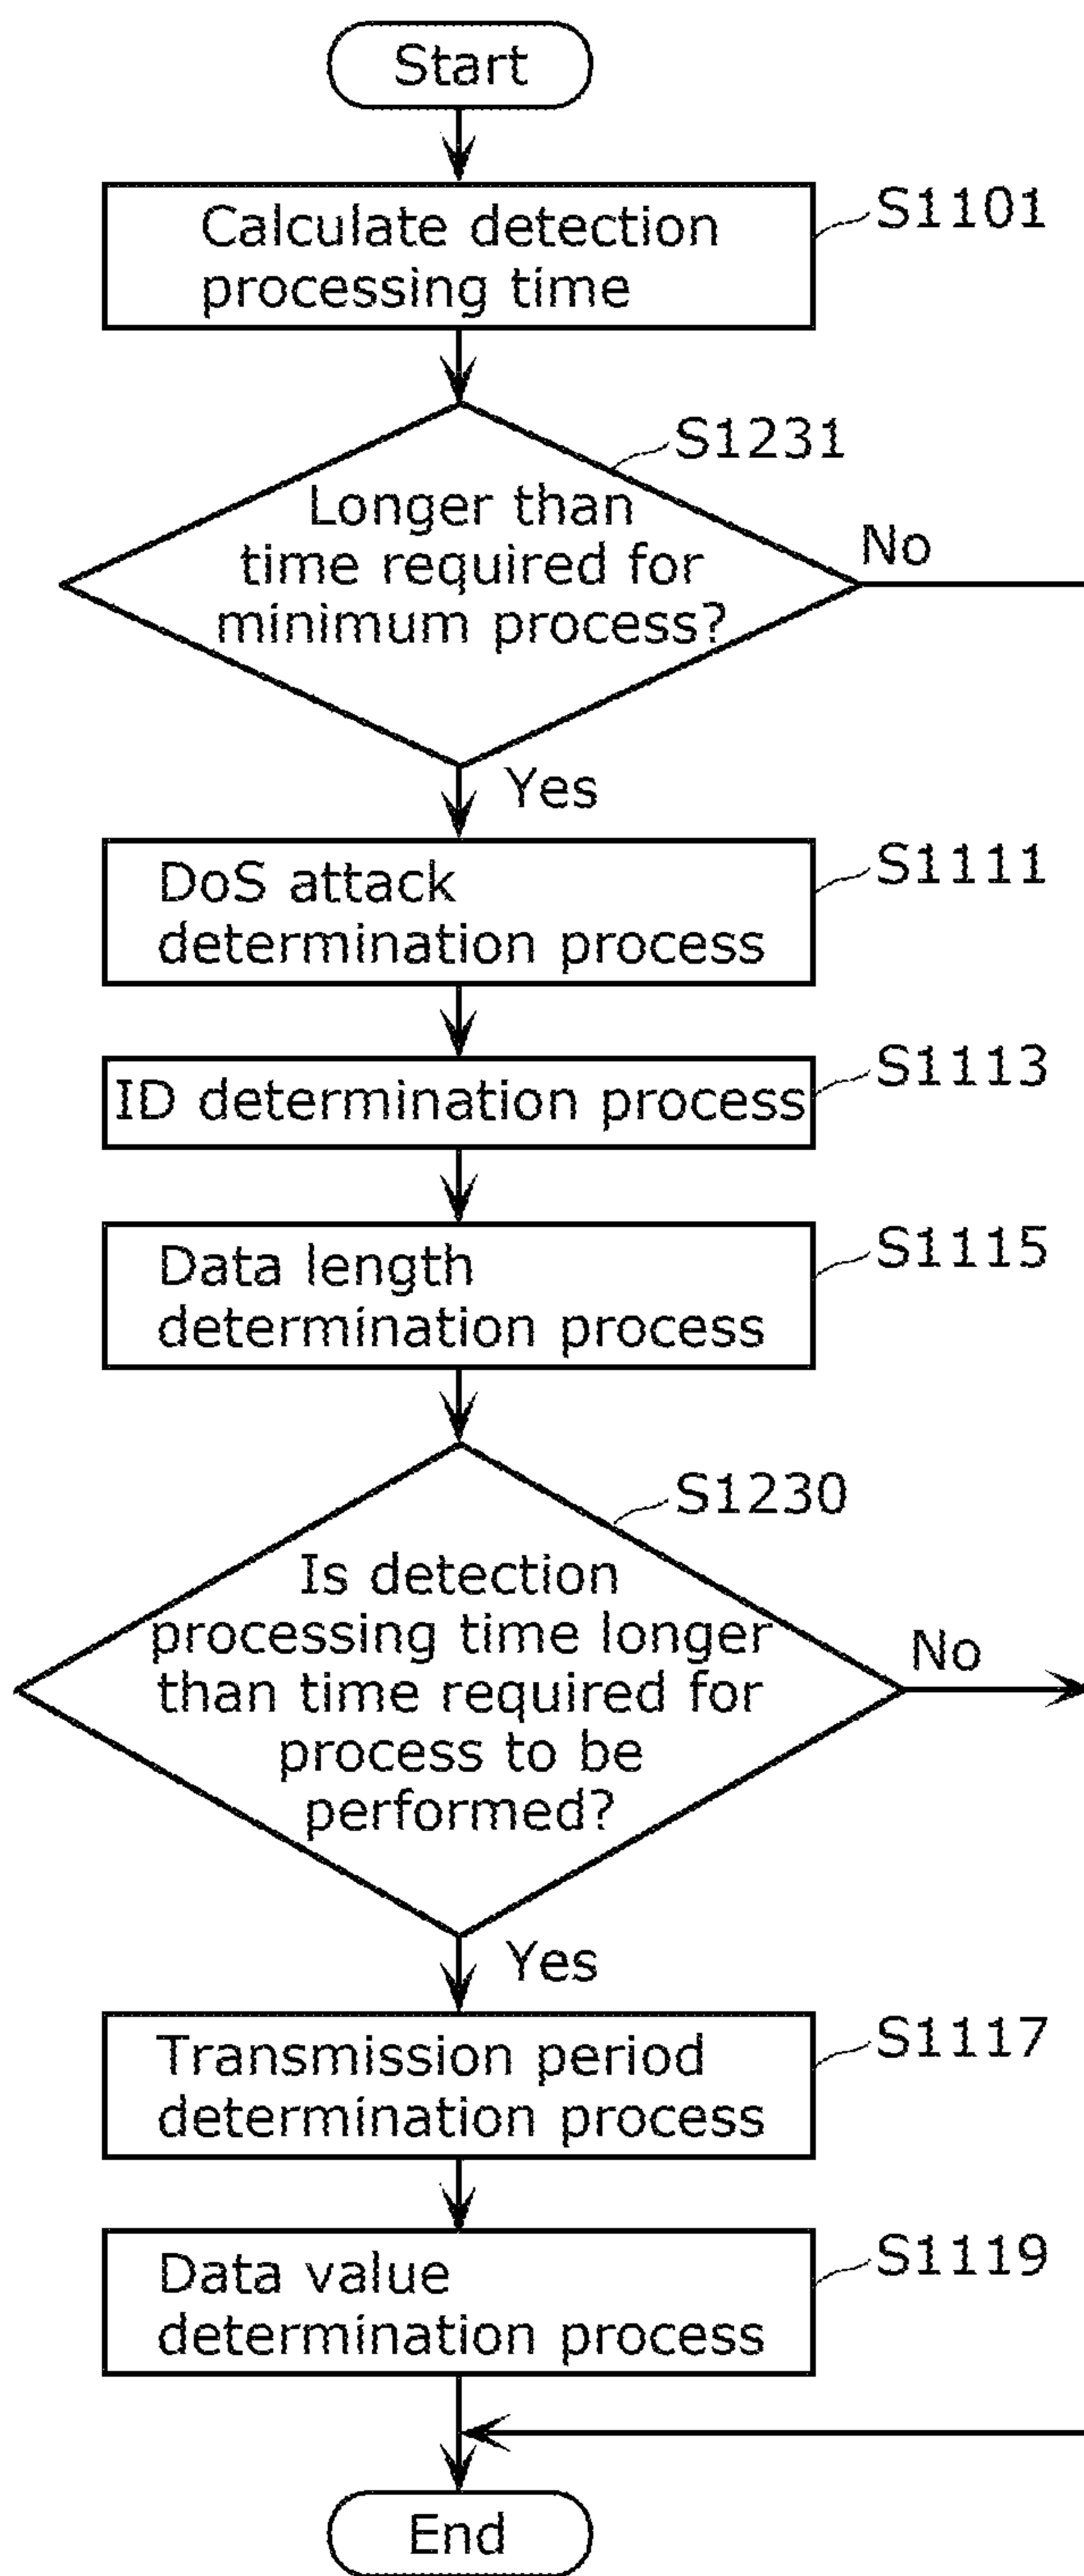 Start
Calculate detection
processing time
S1101
S1231
Longer than
time required for
minimum process?
No
Yes
DoS attack
determination process
S1111
ID determination process
S1113
Data length
determination process
S1115
S1230
Is detection
processing time longer
than time required for
process to be
performed?
No
Yes
Transmission period
determination process
S1117
Data value
determination process
S1119
End